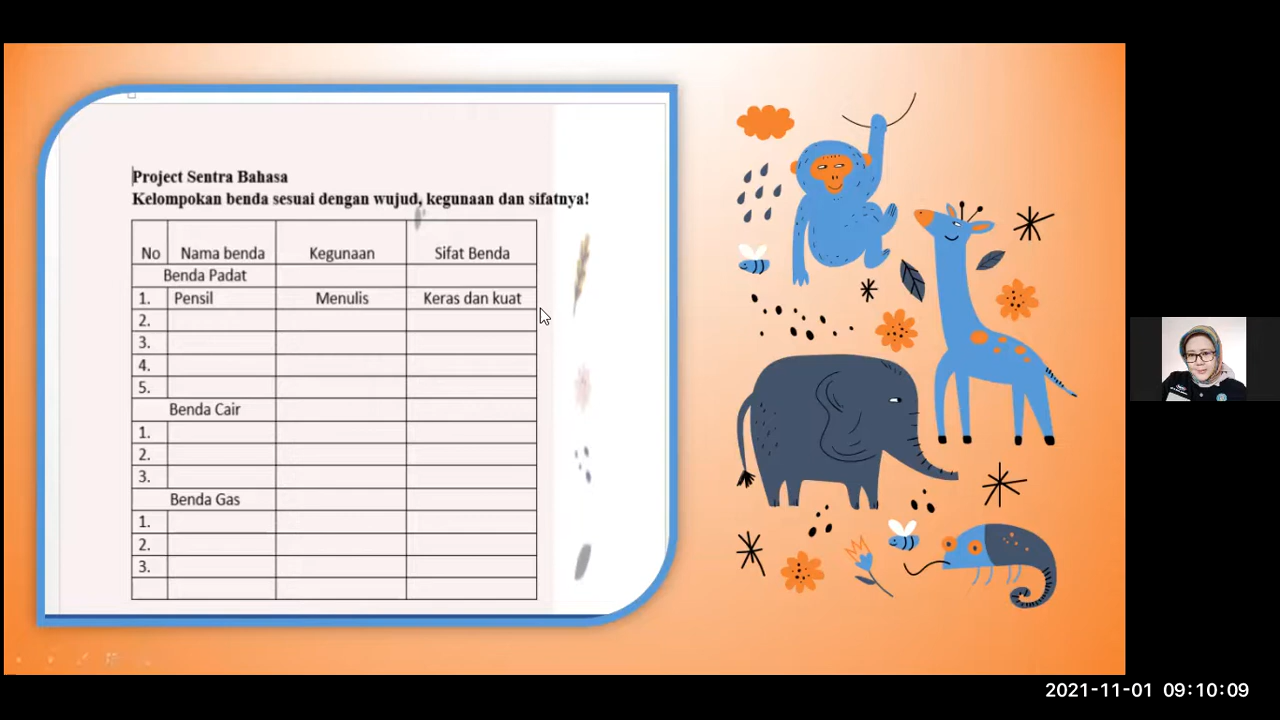 Project Sentra Bahasa
Kelompokan benda sesuai dengan wujud, kegunaan dan sifatnya!
No Nama benda Kegunaan Sifat Benda
Benda Padat
1. Pensil Menulis Keras dan kuat
2.
3.
4.
5.
Benda Cair
1.
2.
3.
Benda Gas
1.
2.
3.
2021-11-01 09:10:09